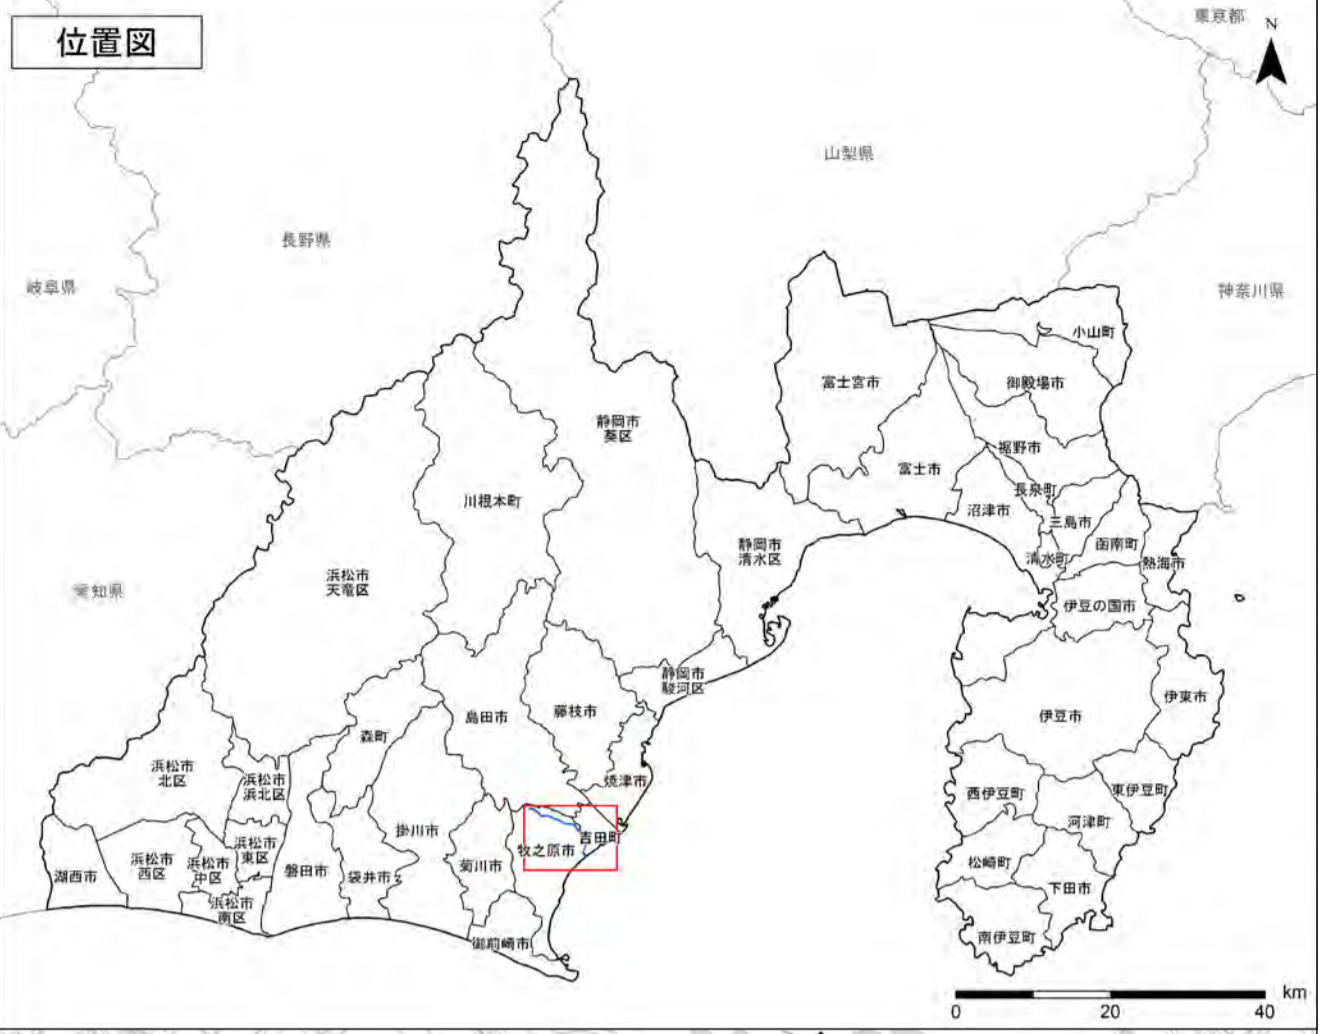 位置図
東京都
N
山梨県
長野県
岐阜県
神奈川県
愛知県
小山町
御殿場市
富士宮市
静岡市
葵区
裾野市
富士市
長泉町
川根本町
沼津市
三島市
函南町
静岡市
清水区
清水町
熱海市
浜松市
天竜区
伊豆の国市
静岡市
駿河区
伊東市
島田市
藤枝市
伊豆市
森町
浜松市
北区
浜松市
浜北区
焼津市
西伊豆町
東伊豆町
河津町
掛川市
吉田町
牧之原市
浜松市
東区
浜松市
西区
浜松市
中区
菊川市
松崎町
磐田市
湖西市
袋井市
下田市
浜松市
南区
御前崎市
南伊豆町
km
0
20
40